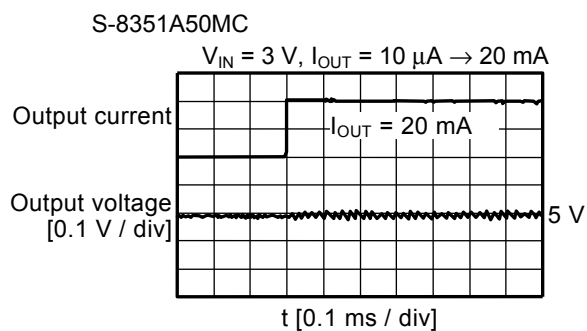 S-8351A50MC
V_IN = 3 V, I_OUT = 10 μA → 20 mA
Output current
I_OUT = 20 mA
Output voltage
[0.1 V / div]
5 V
t [0.1 ms / div]